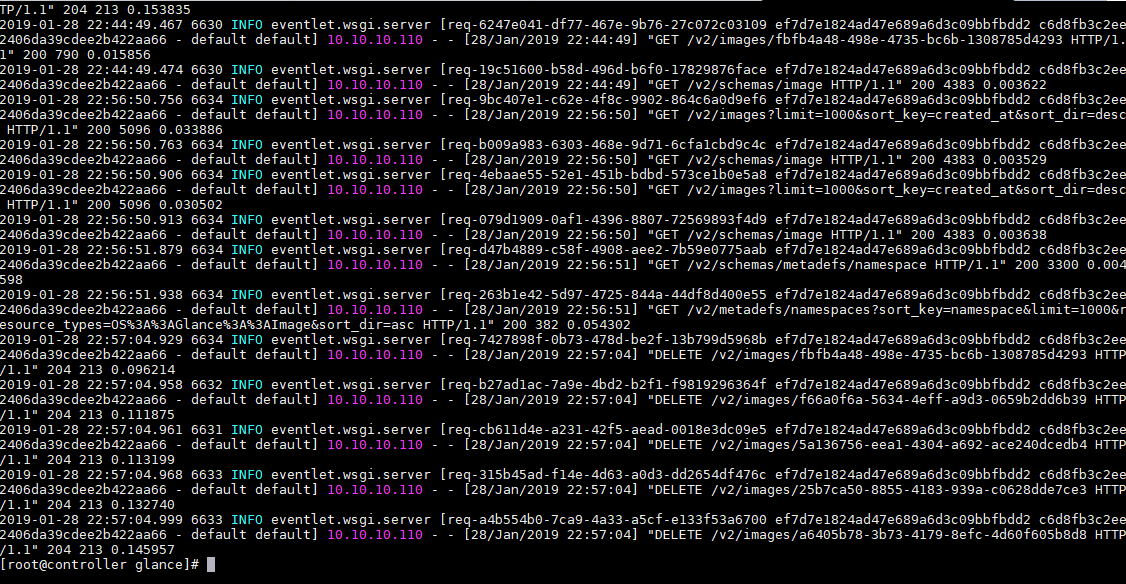 TP/1.1" 204 213 0.153835
2019-01-28 22:44:49.467 6630 INFO eventlet.wsgi.server [req-6247e041-df77-467e-9b76-27c072c03109 ef7d7e1824ad47e689a6d3c09bbfbdd2 c6d8fb3c2ee
2406da39cdee2b422aa66 - default default] 10.10.10.110 - - [28/Jan/2019 22:44:49] "GET /v2/images/fbfb4a48-498e-4735-bc6b-1308785d4293 HTTP/1.
1" 200 790 0.015856
2019-01-28 22:44:49.474 6630 INFO eventlet.wsgi.server [req-19c51600-b58d-496d-b6f0-17829876face ef7d7e1824ad47e689a6d3c09bbfbdd2 c6d8fb3c2ee
2406da39cdee2b422aa66 - default default] 10.10.10.110 - - [28/Jan/2019 22:44:49] "GET /v2/schemas/image HTTP/1.1" 200 4383 0.003622
2019-01-28 22:56:50.756 6634 INFO eventlet.wsgi.server [req-9bc407e1-c62e-4f8c-9902-864c6a0d9ef6 ef7d7e1824ad47e689a6d3c09bbfbdd2 c6d8fb3c2ee
2406da39cdee2b422aa66 - default default] 10.10.10.110 - - [28/Jan/2019 22:56:50] "GET /v2/images?limit=1000&sort_key=created_at&sort_dir=desc
 HTTP/1.1" 200 5096 0.033886
2019-01-28 22:56:50.763 6634 INFO eventlet.wsgi.server [req-b009a983-6303-468e-9d71-6cfa1cbd9c4c ef7d7e1824ad47e689a6d3c09bbfbdd2 c6d8fb3c2ee
2406da39cdee2b422aa66 - default default] 10.10.10.110 - - [28/Jan/2019 22:56:50] "GET /v2/schemas/image HTTP/1.1" 200 4383 0.003529
2019-01-28 22:56:50.906 6634 INFO eventlet.wsgi.server [req-4ebaae55-52e1-451b-bdbd-573ce1b0e5a8 ef7d7e1824ad47e689a6d3c09bbfbdd2 c6d8fb3c2ee
2406da39cdee2b422aa66 - default default] 10.10.10.110 - - [28/Jan/2019 22:56:50] "GET /v2/images?limit=1000&sort_key=created_at&sort_dir=desc
 HTTP/1.1" 200 5096 0.030502
2019-01-28 22:56:50.913 6634 INFO eventlet.wsgi.server [req-079d1909-0af1-4396-8807-72569893f4d9 ef7d7e1824ad47e689a6d3c09bbfbdd2 c6d8fb3c2ee
2406da39cdee2b422aa66 - default default] 10.10.10.110 - - [28/Jan/2019 22:56:50] "GET /v2/schemas/image HTTP/1.1" 200 4383 0.003638
2019-01-28 22:56:51.879 6634 INFO eventlet.wsgi.server [req-d47b4889-c58f-4908-aee2-7b59e0775aab ef7d7e1824ad47e689a6d3c09bbfbdd2 c6d8fb3c2ee
2406da39cdee2b422aa66 - default default] 10.10.10.110 - - [28/Jan/2019 22:56:51] "GET /v2/schemas/metadefs/namespace HTTP/1.1" 200 3300 0.004
598
2019-01-28 22:56:51.938 6634 INFO eventlet.wsgi.server [req-263b1e42-5d97-4725-844a-44df8d400e55 ef7d7e1824ad47e689a6d3c09bbfbdd2 c6d8fb3c2ee
2406da39cdee2b422aa66 - default default] 10.10.10.110 - - [28/Jan/2019 22:56:51] "GET /v2/metadefs/namespaces?sort_key=namespace&limit=1000&r
esource_types=OS%3A%3AGlance%3A%3AImage&sort_dir=asc HTTP/1.1" 200 382 0.054302
2019-01-28 22:57:04.929 6634 INFO eventlet.wsgi.server [req-7427898f-0b73-478d-be2f-13b799d5968b ef7d7e1824ad47e689a6d3c09bbfbdd2 c6d8fb3c2ee
2406da39cdee2b422aa66 - default default] 10.10.10.110 - - [28/Jan/2019 22:57:04] "DELETE /v2/images/fbfb4a48-498e-4735-bc6b-1308785d4293 HTTP
/1.1" 204 213 0.096214
2019-01-28 22:57:04.958 6632 INFO eventlet.wsgi.server [req-b27ad1ac-7a9e-4bd2-b2f1-f9819296364f ef7d7e1824ad47e689a6d3c09bbfbdd2 c6d8fb3c2ee
2406da39cdee2b422aa66 - default default] 10.10.10.110 - - [28/Jan/2019 22:57:04] "DELETE /v2/images/f66a0f6a-5634-4eff-a9d3-0659b2dd6b39 HTTP
/1.1" 204 213 0.111875
2019-01-28 22:57:04.961 6631 INFO eventlet.wsgi.server [req-cb611d4e-a231-42f5-aead-0018e3dc09e5 ef7d7e1824ad47e689a6d3c09bbfbdd2 c6d8fb3c2ee
2406da39cdee2b422aa66 - default default] 10.10.10.110 - - [28/Jan/2019 22:57:04] "DELETE /v2/images/5a136756-eea1-4304-a692-ace240dcedb4 HTTP
/1.1" 204 213 0.113199
2019-01-28 22:57:04.968 6633 INFO eventlet.wsgi.server [req-315b45ad-f14e-4d63-a0d3-dd2654df476c ef7d7e1824ad47e689a6d3c09bbfbdd2 c6d8fb3c2ee
2406da39cdee2b422aa66 - default default] 10.10.10.110 - - [28/Jan/2019 22:57:04] "DELETE /v2/images/25b7ca50-8855-4183-939a-c0628dde7ce3 HTTP
/1.1" 204 213 0.132740
2019-01-28 22:57:04.999 6633 INFO eventlet.wsgi.server [req-a4b554b0-7ca9-4a33-a5cf-e133f53a6700 ef7d7e1824ad47e689a6d3c09bbfbdd2 c6d8fb3c2ee
2406da39cdee2b422aa66 - default default] 10.10.10.110 - - [28/Jan/2019 22:57:04] "DELETE /v2/images/a6405b78-3b73-4179-8efc-4d60f605b8d8 HTTP
/1.1" 204 213 0.145957
[root@controller glance]#